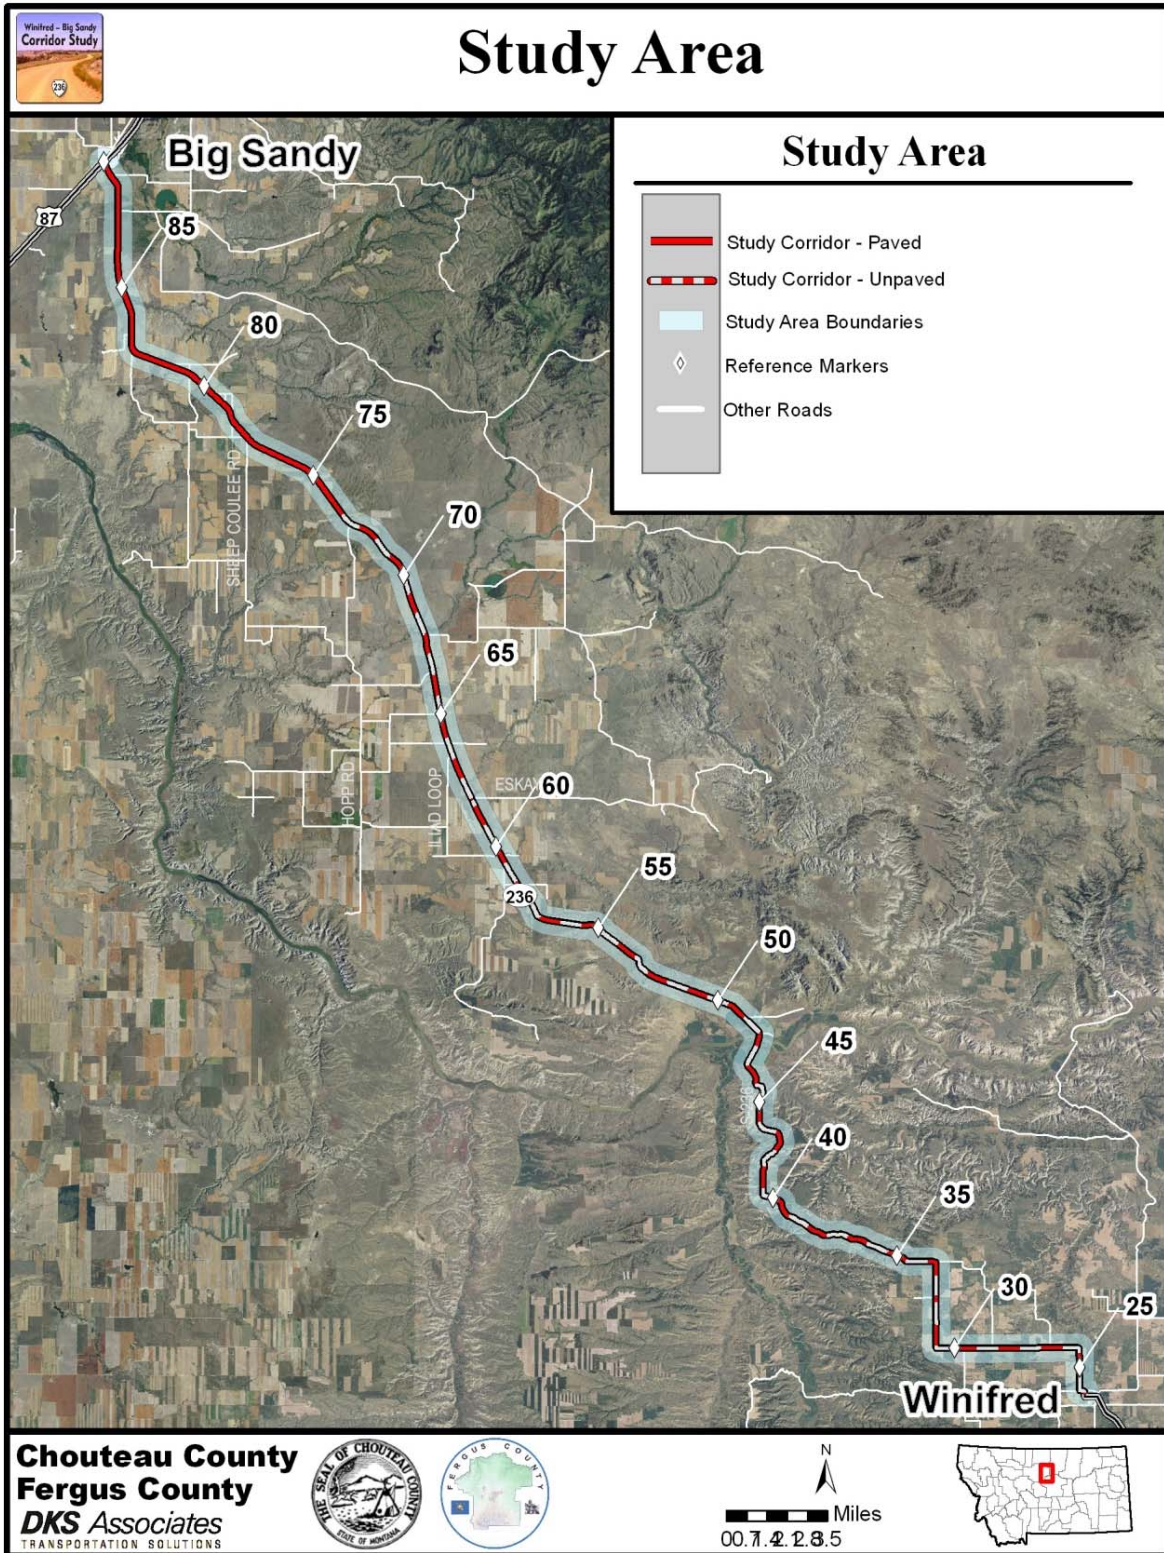 Winifred – Big Sandy
Corridor Study
236
Study Area
Big Sandy
87
85
80
75
70
65
60
55
50
45
40
35
30
25
SHEEP COULEE RD
HOPP RD
ILIAD LOOP
236
Winifred
Study Area
Study Corridor - Paved
Study Corridor - Unpaved
Study Area Boundaries
Reference Markers
Other Roads
Chouteau County
Fergus County
DKS Associates
TRANSPORTATION SOLUTIONS
THE SEAL OF CHOUTEAU COUNTY
STATE OF MONTANA
FERGUS COUNTY
N
Miles